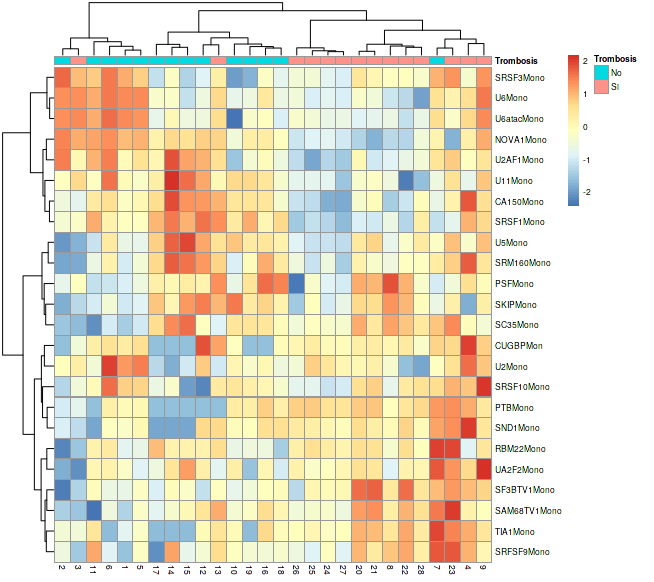 Trombosis
SRSF3Mono
U6Mono
U6atacMono
NOVA1Mono
U2AF1Mono
U11Mono
CA150Mono
SRSF1Mono
U5Mono
SRM160Mono
PSFMono
SKIPMono
SC35Mono
CUGBPMon
U2Mono
SRSF10Mono
PTBMono
SND1Mono
RBM22Mono
UA2F2Mono
SF3BTV1Mono
SAM68TV1Mono
TIA1Mono
SRFSF9Mono
2 3 11 6 1 5 17 14 15 12 13 10 19 16 18 26 25 24 27 20 21 8 22 28 7 23 4 9
2
1
0
-1
-2
Trombosis
No
SI